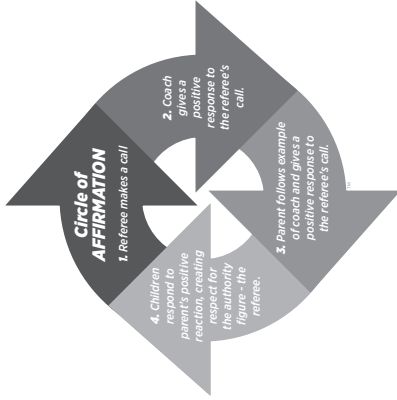 Circle of
AFFIRMATION
1. Referee makes a call
2. Coach
gives a
positive
response to
the referee's
call.
3. Parent follows example
of coach and gives a
positive response to
the referee's call.
4. Children
respond to
parent's positive
reaction, creating
respect for
the authority
figure - the
referee.